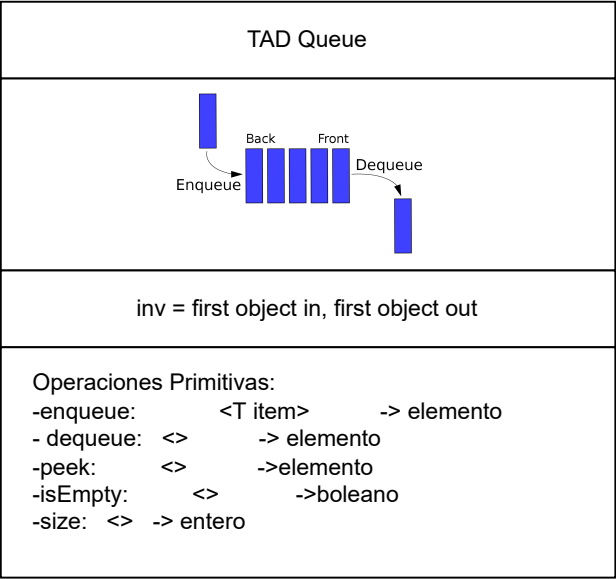 TAD Queue
Back Front
Dequeue
Enqueue
inv = first object in, first object out
Operaciones Primitivas:
-enqueue: <T item> -> elemento
- dequeue: <> -> elemento
-peek: <> ->elemento
-isEmpty: <> ->boleano
-size: <> -> entero